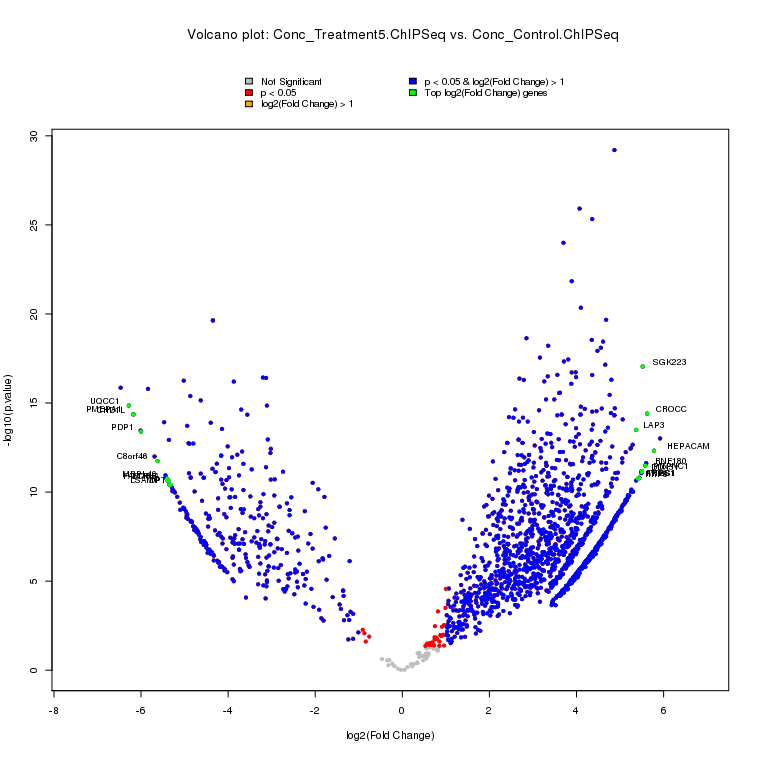 Volcano plot: Conc_Treatment5.ChIPSeq vs. Conc_Control.ChIPSeq
Not Significant
p < 0.05
log2(Fold Change) > 1
p < 0.05 & log2(Fold Change) > 1
Top log2(Fold Change) genes
-log10(p.value)
30
25
20
15
10
5
0
SGK223
UQCC1
CROCC
PDP1
LAP3
HEPACAM
C8orf46
RNF180
-8 -6 -4 -2 0 2 4 6
log2(Fold Change)